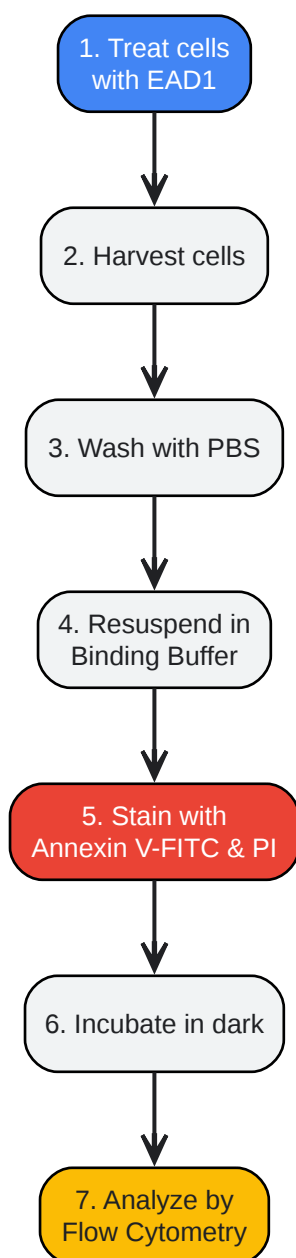 1. Treat cells
with EAD1
2. Harvest cells
3. Wash with PBS
4. Resuspend in
Binding Buffer
5. Stain with
Annexin V-FITC & PI
6. Incubate in dark
7. Analyze by
Flow Cytometry